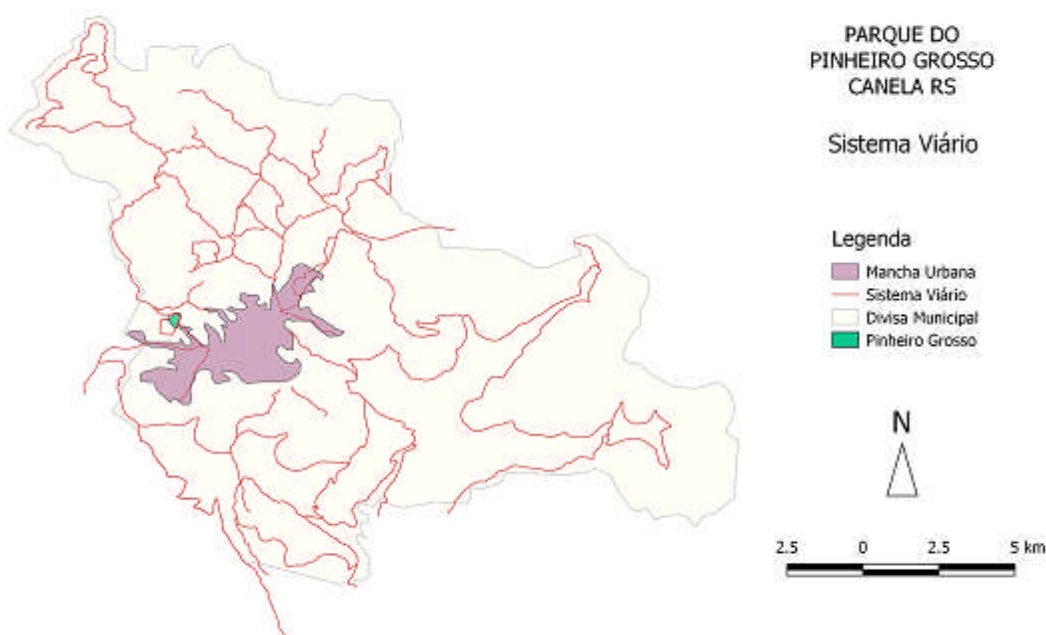 PARQUE DO
PINHEIRO GROSSO
CANELA RS
Sistema Viário
Legenda
Mancha Urbana
Sistema Viário
Divisa Municipal
Pinheiro Grosso
N
2.5 0 2.5 5 km